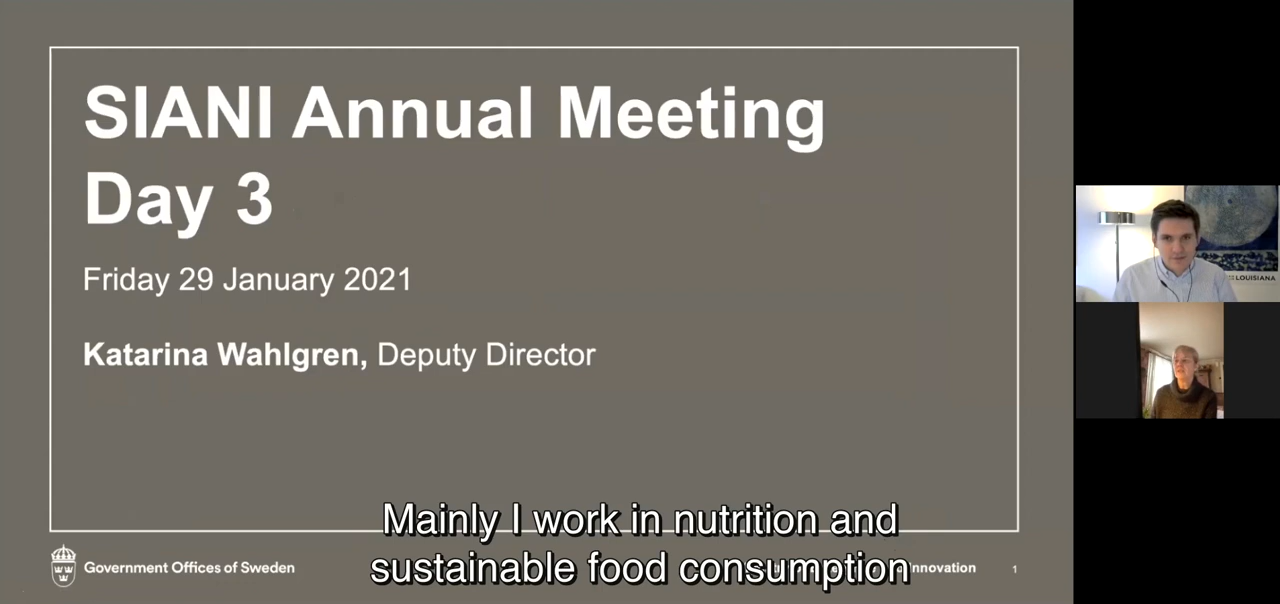 SIANI Annual Meeting
Day 3
Friday 29 January 2021
Katarina Wahlgren, Deputy Director
Mainly I work in nutrition and
sustainable food consumption
Government Offices of Sweden
Innovation
1
LOUISIANA